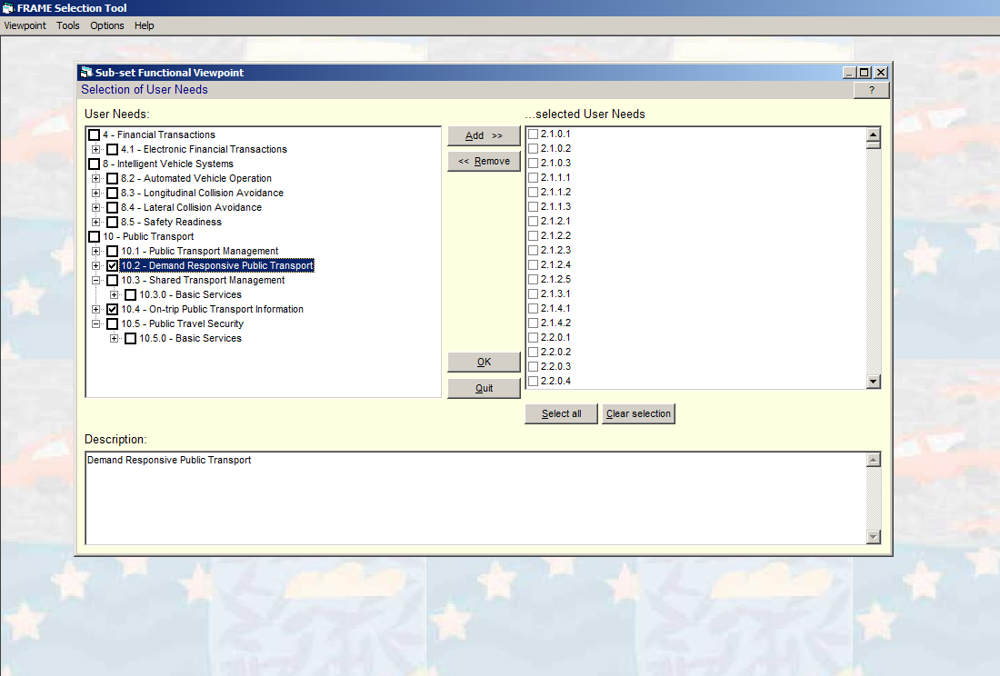 FRAME Selection Tool
Viewpoint Tools Options Help
Sub-set Functional Viewpoint
Selection of User Needs
?
User Needs:
4 - Financial Transactions
4.1 - Electronic Financial Transactions
8 - Intelligent Vehicle Systems
8.2 - Automated Vehicle Operation
8.3 - Longitudinal Collision Avoidance
8.4 - Lateral Collision Avoidance
8.5 - Safety Readiness
10 - Public Transport
10.1 - Public Transport Management
10.2 - Demand Responsive Public Transport
10.3 - Shared Transport Management
10.3.0 - Basic Services
10.4 - On-trip Public Transport Information
10.5 - Public Travel Security
10.5.0 - Basic Services
Add >>
<< Remove
OK
Quit
...selected User Needs
2.1.0.1
2.1.0.2
2.1.0.3
2.1.1.1
2.1.1.2
2.1.1.3
2.1.2.1
2.1.2.2
2.1.2.3
2.1.2.4
2.1.2.5
2.1.3.1
2.1.4.1
2.1.4.2
2.2.0.1
2.2.0.2
2.2.0.3
2.2.0.4
Select all
Clear selection
Description:
Demand Responsive Public Transport